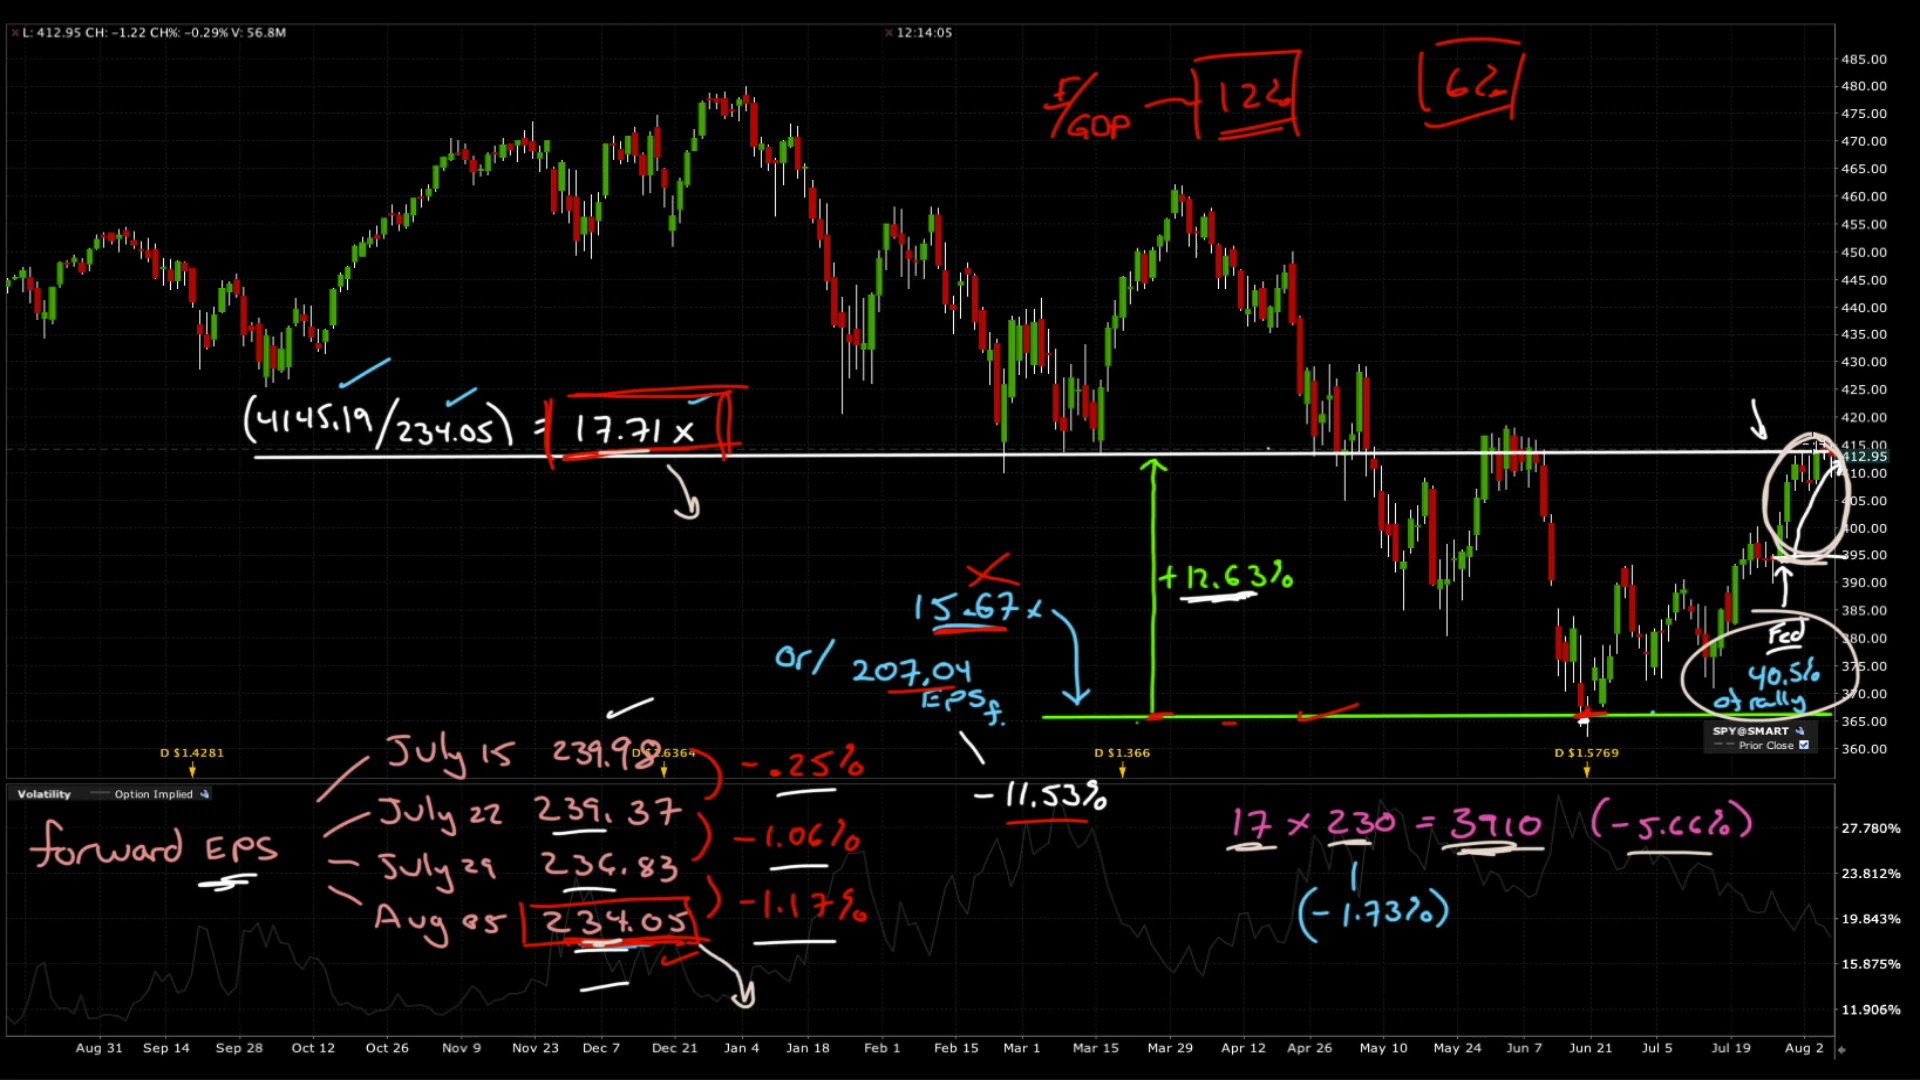 L: 412.95 CH: −1.22 CH%: −0.29% V: 56.8M
12:14:05
485.00
480.00
475.00
470.00
465.00
460.00
455.00
450.00
445.00
440.00
435.00
430.00
425.00
420.00
415.00
412.95
410.00
405.00
400.00
395.00
390.00
385.00
380.00
375.00
370.00
365.00
360.00
/GDP
(4145.19/234.05) = 17.71 x
+12.63%
15.67x
or/ 207.04
EPS f.
-11.53%
Fed
40.5%
of rally
SPY@SMART
Prior Close
D $1.4281
D $1.6364
D $1.366
D $1.5769
Volatility
Option Implied
forward EPS
July 15 239.98
-.25%
July 22 239.37
-1.06%
July 29 236.83
-1.17%
Aug 05 234.05
17 x 230 = 3910 (-5.66%)
(-1.73%)
27.780%
23.812%
19.843%
15.875%
11.906%
Aug 31 Sep 14 Sep 28 Oct 12 Oct 26 Nov 9 Nov 23 Dec 7 Dec 21 Jan 4 Jan 18 Feb 1 Feb 15 Mar 1 Mar 15 Mar 29 Apr 12 Apr 26 May 10 May 24 Jun 7 Jun 21 Jul 5 Jul 19 Aug 2